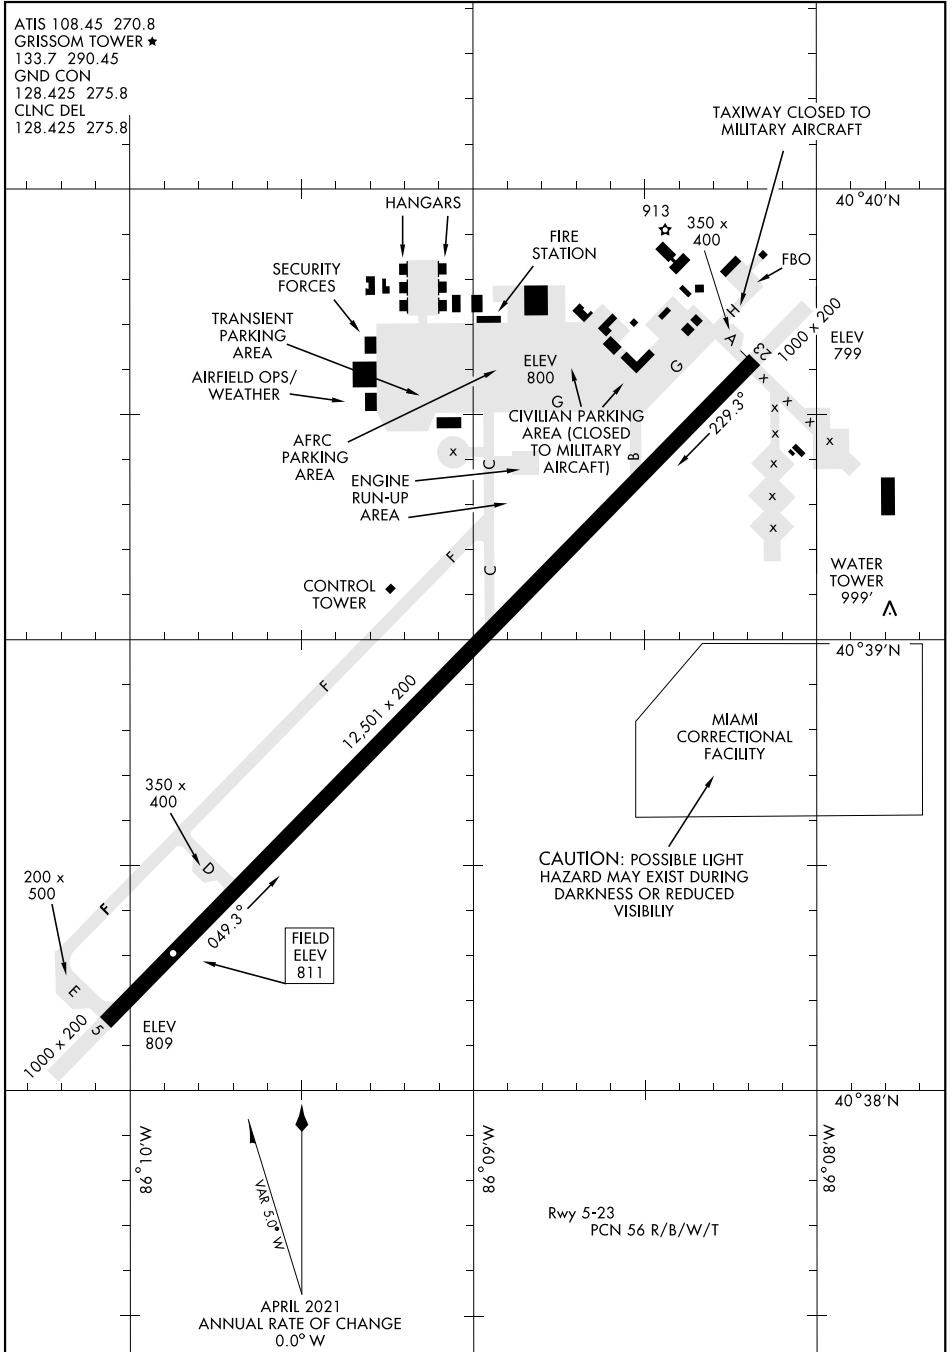 ATIS 108.45 270.8
GRISSOM TOWER ★
133.7 290.45
GND CON
128.425 275.8
CLNC DEL
128.425 275.8
TAXIWAY CLOSED TO
MILITARY AIRCRAFT
40°40'N
HANGARS
913
350 x
400
FIRE
STATION
FBO
SECURITY
FORCES
H
1000 x 200
TRANSIENT
PARKING
AREA
A
23
ELEV
799
ELEV
800
G
AIRFIELD OPS/
WEATHER
x
G
x
x
229.3°
CIVILIAN PARKING
AREA (CLOSED
TO MILITARY
AIRCAFT)
x
x
x
AFRC
PARKING
AREA
x
B
C
x
ENGINE
RUN-UP
AREA
x
x
F
C
CONTROL
TOWER
WATER
TOWER
999'
40°39'N
F
12,501 x 200
MIAMI
CORRECTIONAL
FACILITY
350 x
400
D
CAUTION: POSSIBLE LIGHT
HAZARD MAY EXIST DURING
DARKNESS OR REDUCED
VISIBILIY
200 x
500
F
049.3°
FIELD
ELEV
811
E
5
1000 x 200
ELEV
809
40°38'N
86°10'W
86°09'W
86°08'W
VAR 5.0° W
Rwy 5-23
PCN 56 R/B/W/T
APRIL 2021
ANNUAL RATE OF CHANGE
0.0° W